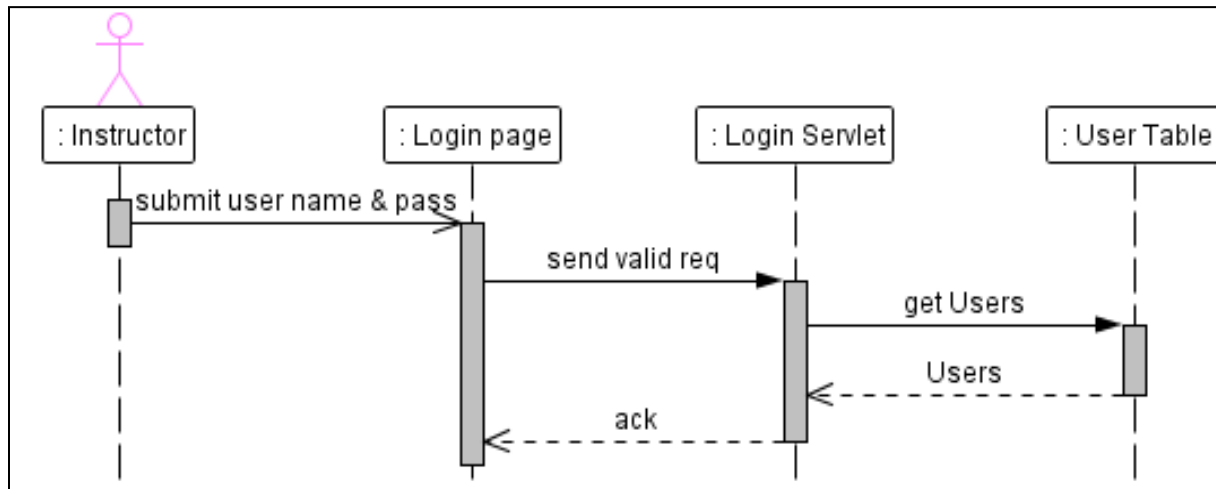 : Instructor
: Login page
: Login Servlet
: User Table
submit user name & pass
send valid req
get Users
Users
ack